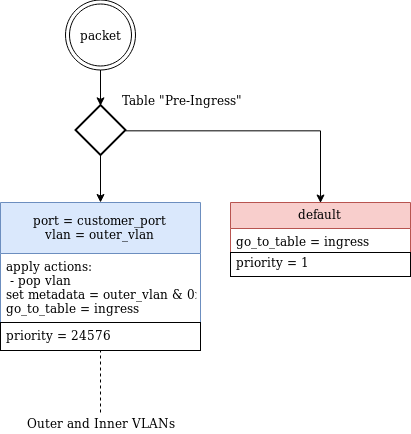 packet
Table "Pre-Ingress"
port = customer_port
vlan = outer_vlan
apply actions:
- pop vlan
set metadata = outer_vlan & 0:
go_to_table = ingress
priority = 24576
default
go_to_table = ingress
priority = 1
Outer and Inner VLANs